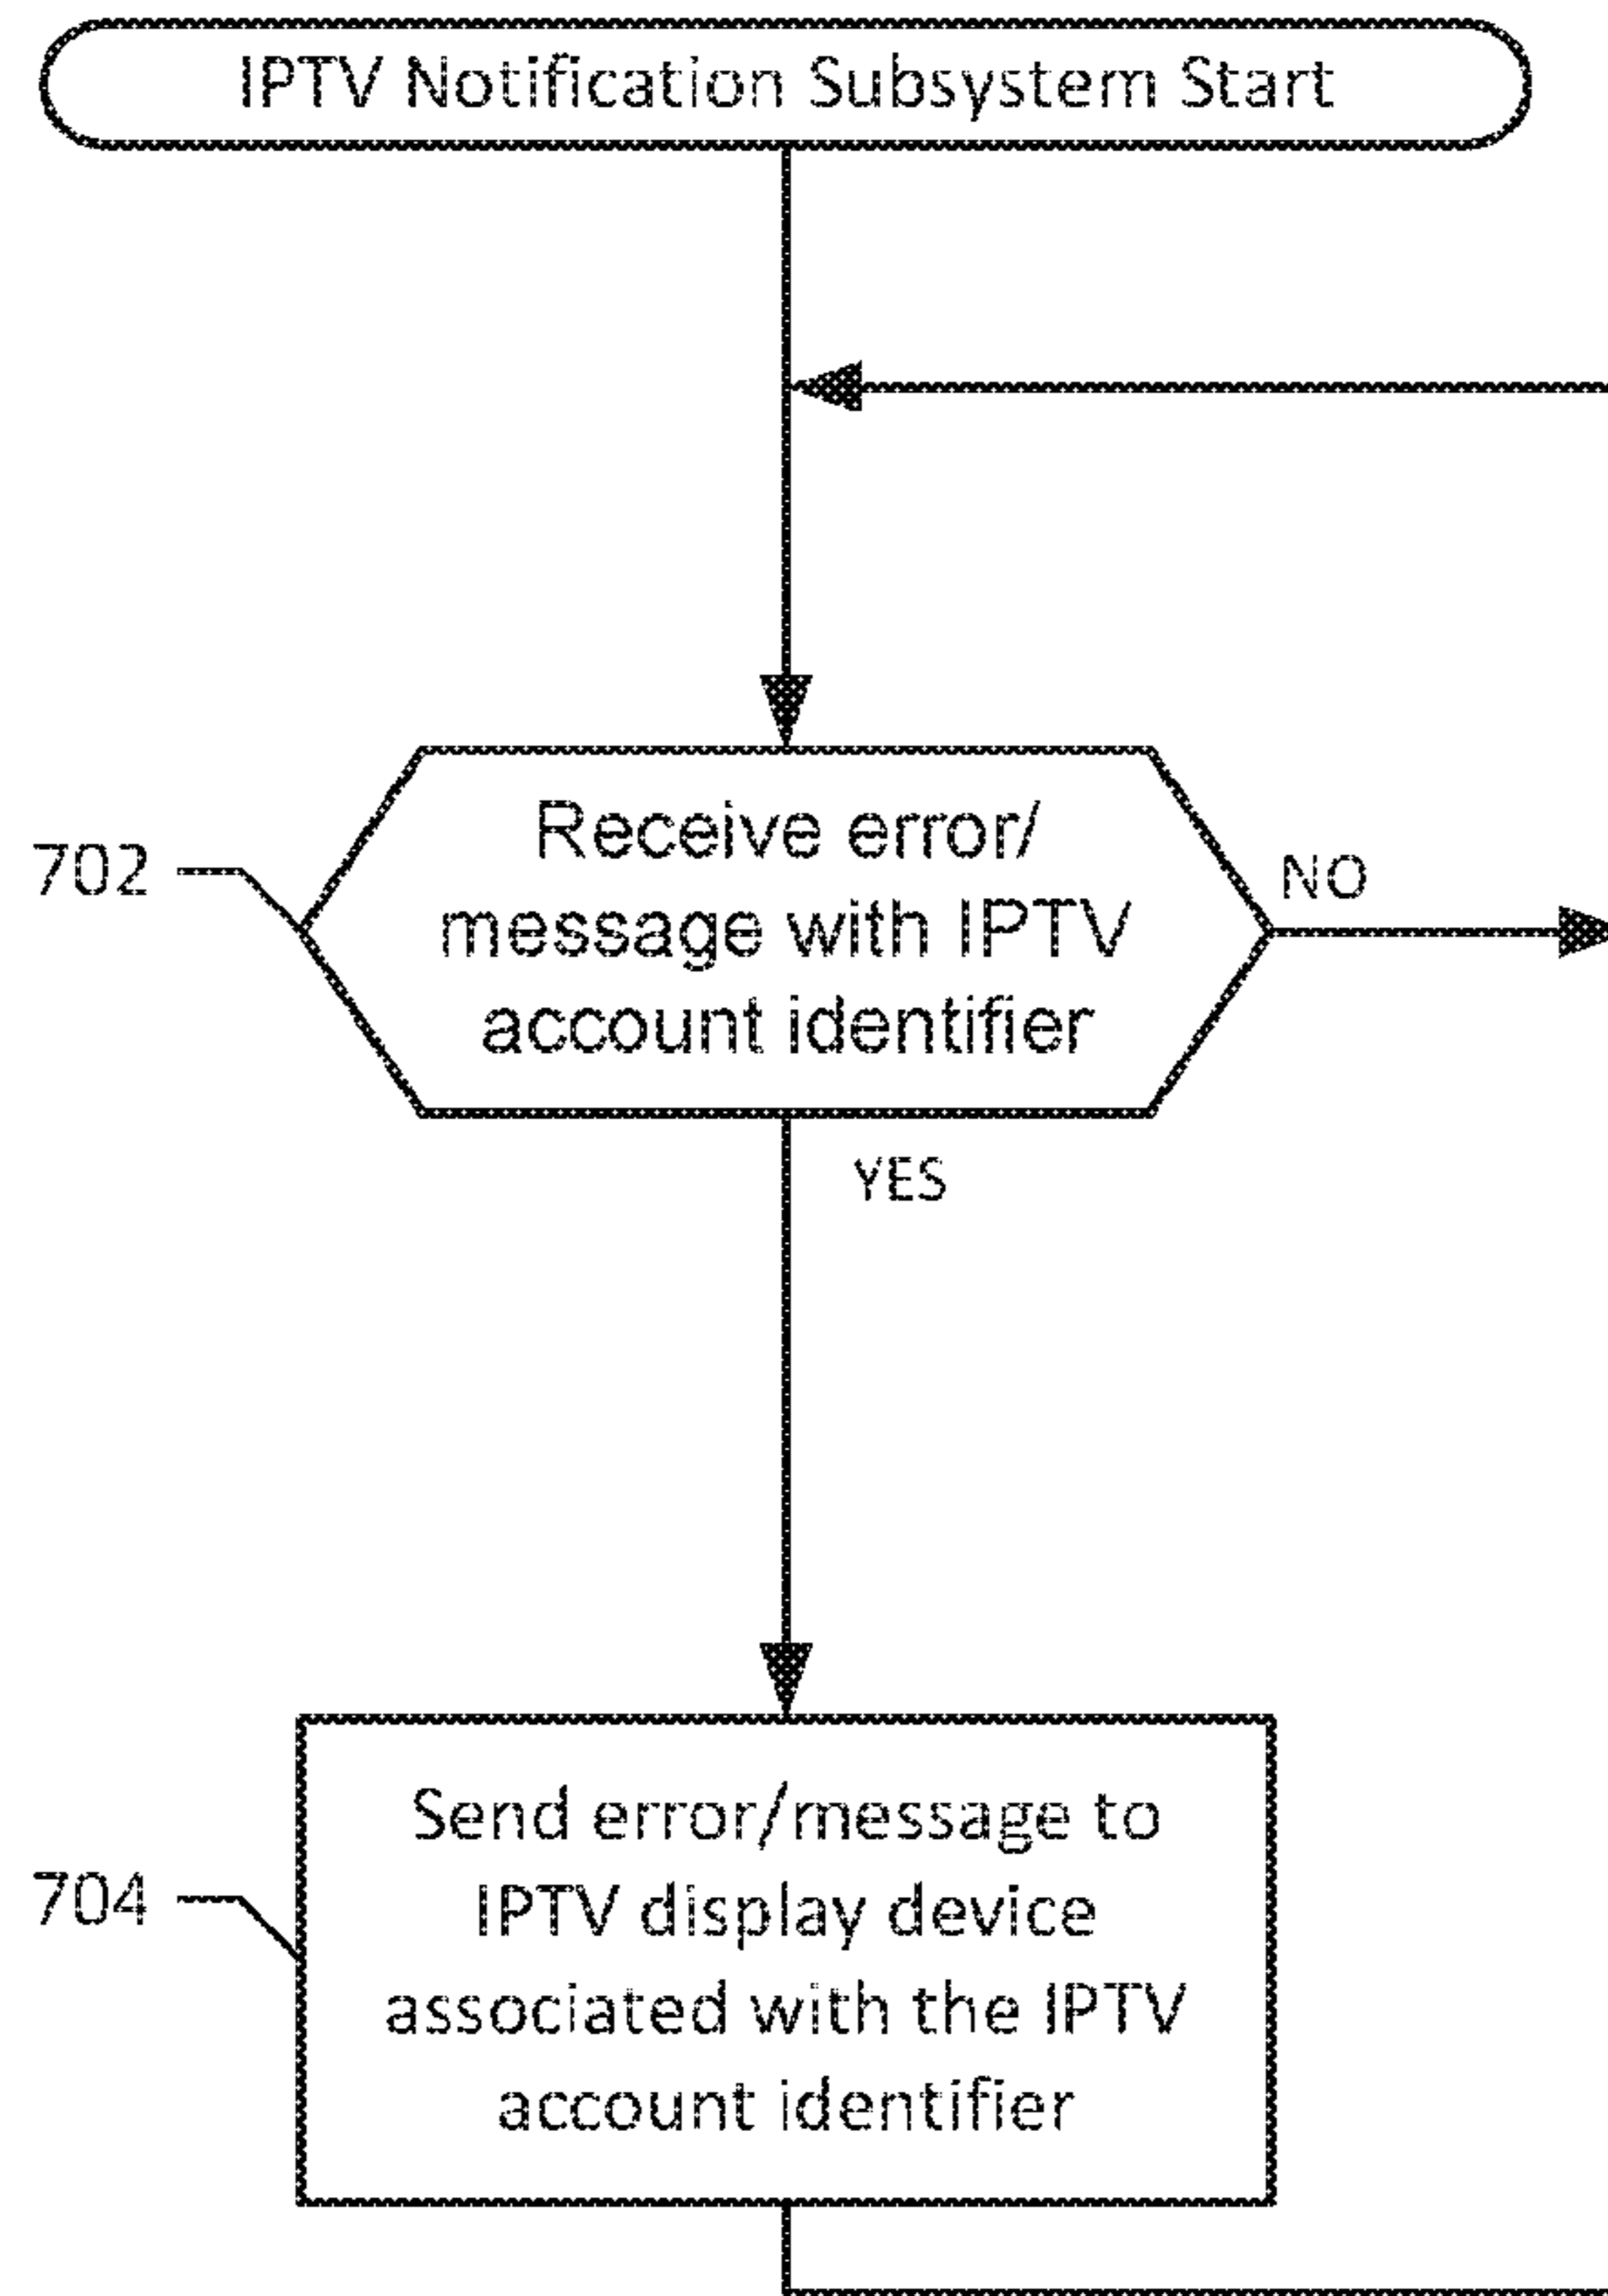 IPTV Notification Subsystem Start
702
Receive error/
message with IPTV
account identifier
NO
YES
704
Send error/message to
IPTV display device
associated with the IPTV
account identifier